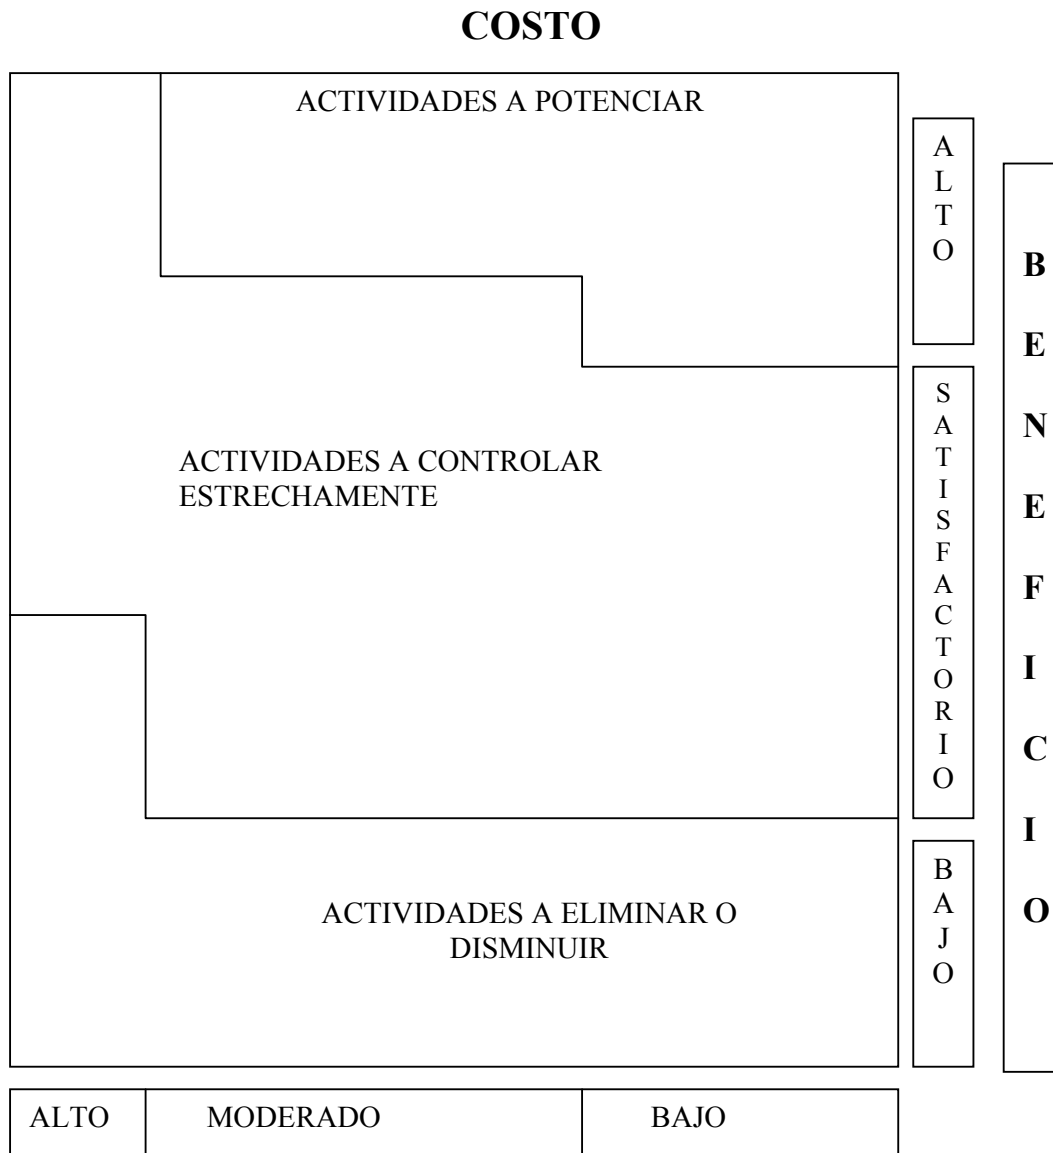 COSTO
ACTIVIDADES A POTENCIAR
ALTO
BENEFICIO
SATISFACTORIO
ACTIVIDADES A CONTROLAR
ESTRECHAMENTE
BAJO
ACTIVIDADES A ELIMINAR O
DISMINUIR
ALTO
MODERADO
BAJO